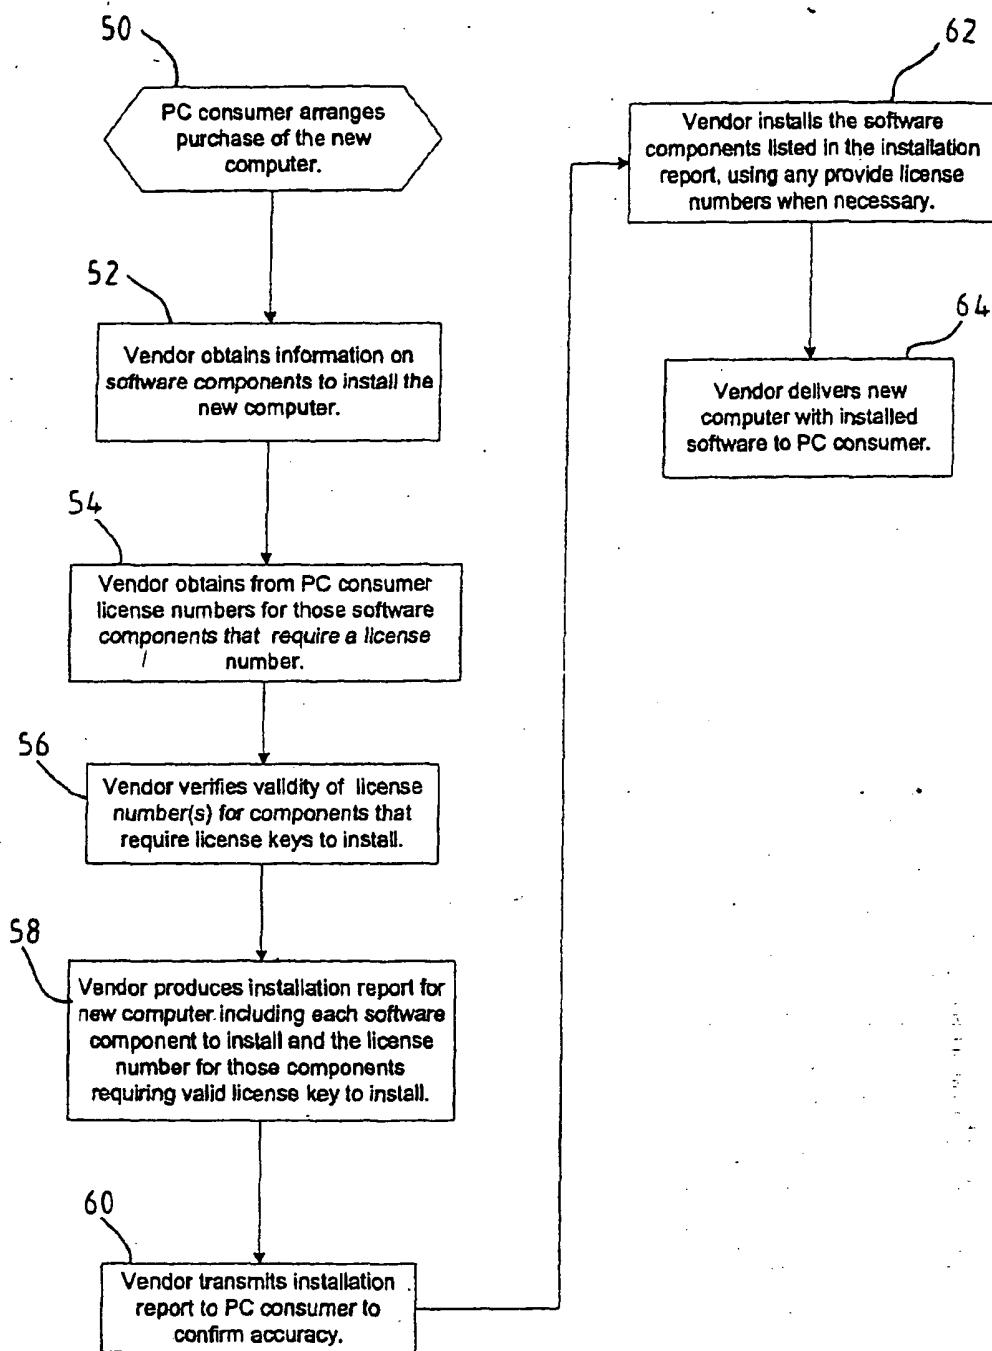 50
PC consumer arranges
purchase of the new
computer.
52
Vendor obtains information on
software components to install the
new computer.
54
Vendor obtains from PC consumer
license numbers for those software
components that require a license
number.
56
Vendor verifies validity of license
number(s) for components that
require license keys to install.
58
Vendor produces installation report for
new computer including each software
component to install and the license
number for those components
requiring valid license key to install.
60
Vendor transmits installation
report to PC consumer to
confirm accuracy.
62
Vendor installs the software
components listed in the installation
report, using any provide license
numbers when necessary.
64
Vendor delivers new
computer with installed
software to PC consumer.